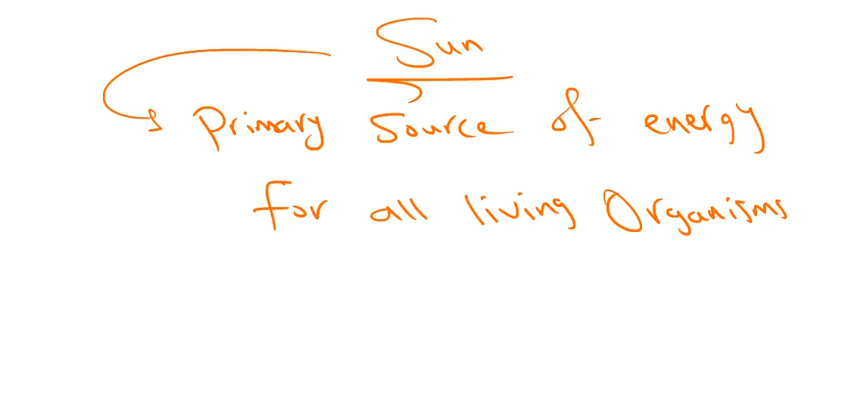 Sun
Primary Source of energy
for all living Organisms